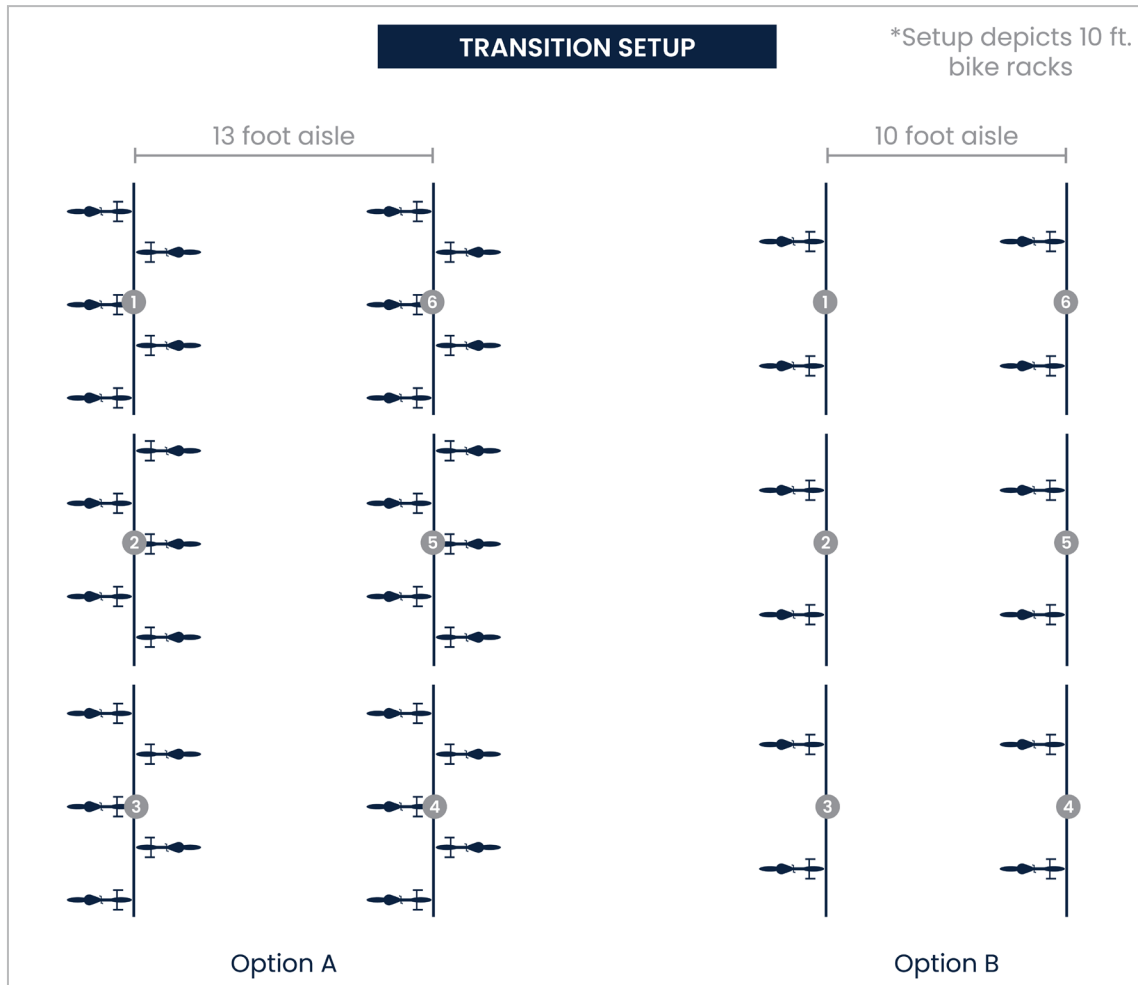 TRANSITION SETUP
*Setup depicts 10 ft.
bike racks
13 foot aisle
10 foot aisle
1
6
1
6
2
5
2
5
3
4
3
4
Option A
Option B